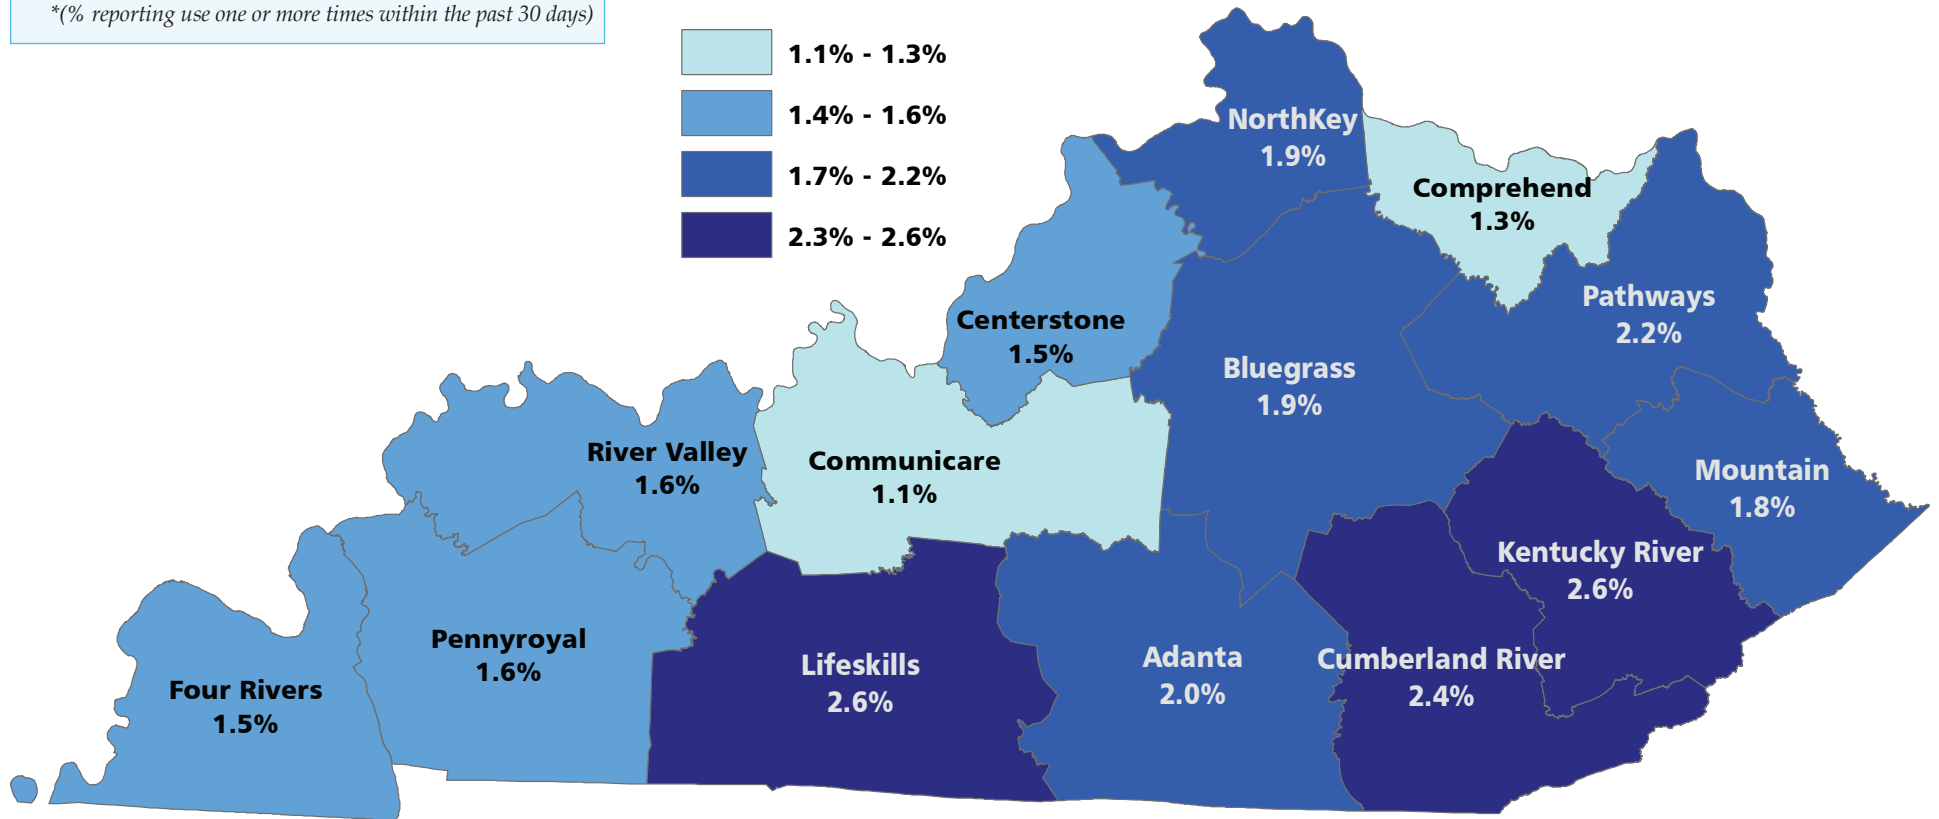 *(% reporting use one or more times within the past 30 days)
1.1% - 1.3%
1.4% - 1.6%
1.7% - 2.2%
2.3% - 2.6%
NorthKey
1.9%
Comprehend
1.3%
Pathways
2.2%
Centerstone
1.5%
Bluegrass
1.9%
River Valley
1.6%
Communicare
1.1%
Mountain
1.8%
Kentucky River
2.6%
Pennyroyal
1.6%
Lifeskills
2.6%
Adanta
2.0%
Cumberland River
2.4%
Four Rivers
1.5%